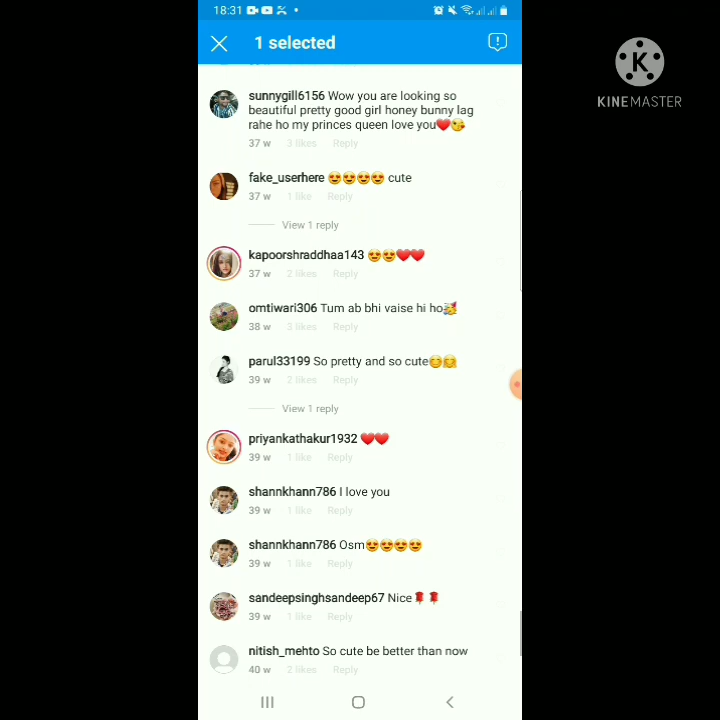 18:31
1 selected
K
KINEMASTER
sunnygill6156 Wow you are looking so
beautiful pretty good girl honey bunny lag
rahe ho my princes queen love you❤️😘
37 w 3 likes Reply
fake_userhere 😍😍😍😍 cute
37 w 1 like Reply
View 1 reply
kapoorshraddhaa143 😍😍❤️❤️
37 w 2 likes Reply
omtiwari306 Tum ab bhi vaise hi ho🥳
38 w 3 likes Reply
parul33199 So pretty and so cute😊🤗
39 w 2 likes Reply
View 1 reply
priyankathakur1932 ❤️❤️
39 w 1 like Reply
shannkhann786 I love you
39 w 1 like Reply
shannkhann786 Osm😍😍😍😍
39 w 1 like Reply
sandeepsinghsandeep67 Nice🌹🌹
39 w 1 like Reply
nitish_mehto So cute be better than now
40 w 2 likes Reply